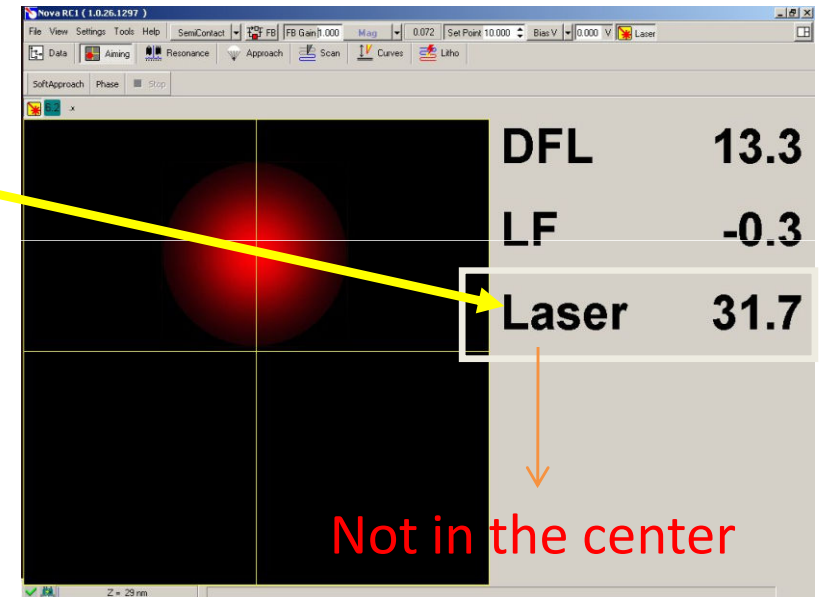 Nova RC1 ( 1.0.26.1297 )
File View Settings Tools Help SemiContact FB FB Gain 1.000 Mag 0.072 Set Point 10.000 Bias V 0.000 V Laser
Data Aiming Resonance Approach Scan Curves Litho
SoftApproach Phase Stop
6.2 x
DFL 13.3
LF -0.3
Laser 31.7
Not in the center
Z = 29 nm